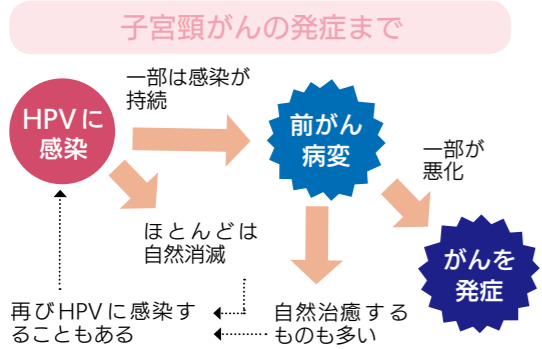 子宮頸がんの発症まで
一部は感染が
持続
HPVに
感染
前がん
病変
一部が
悪化
ほとんどは
自然消滅
がんを
発症
再びHPVに感染す
ることもある
自然治癒する
ものも多い